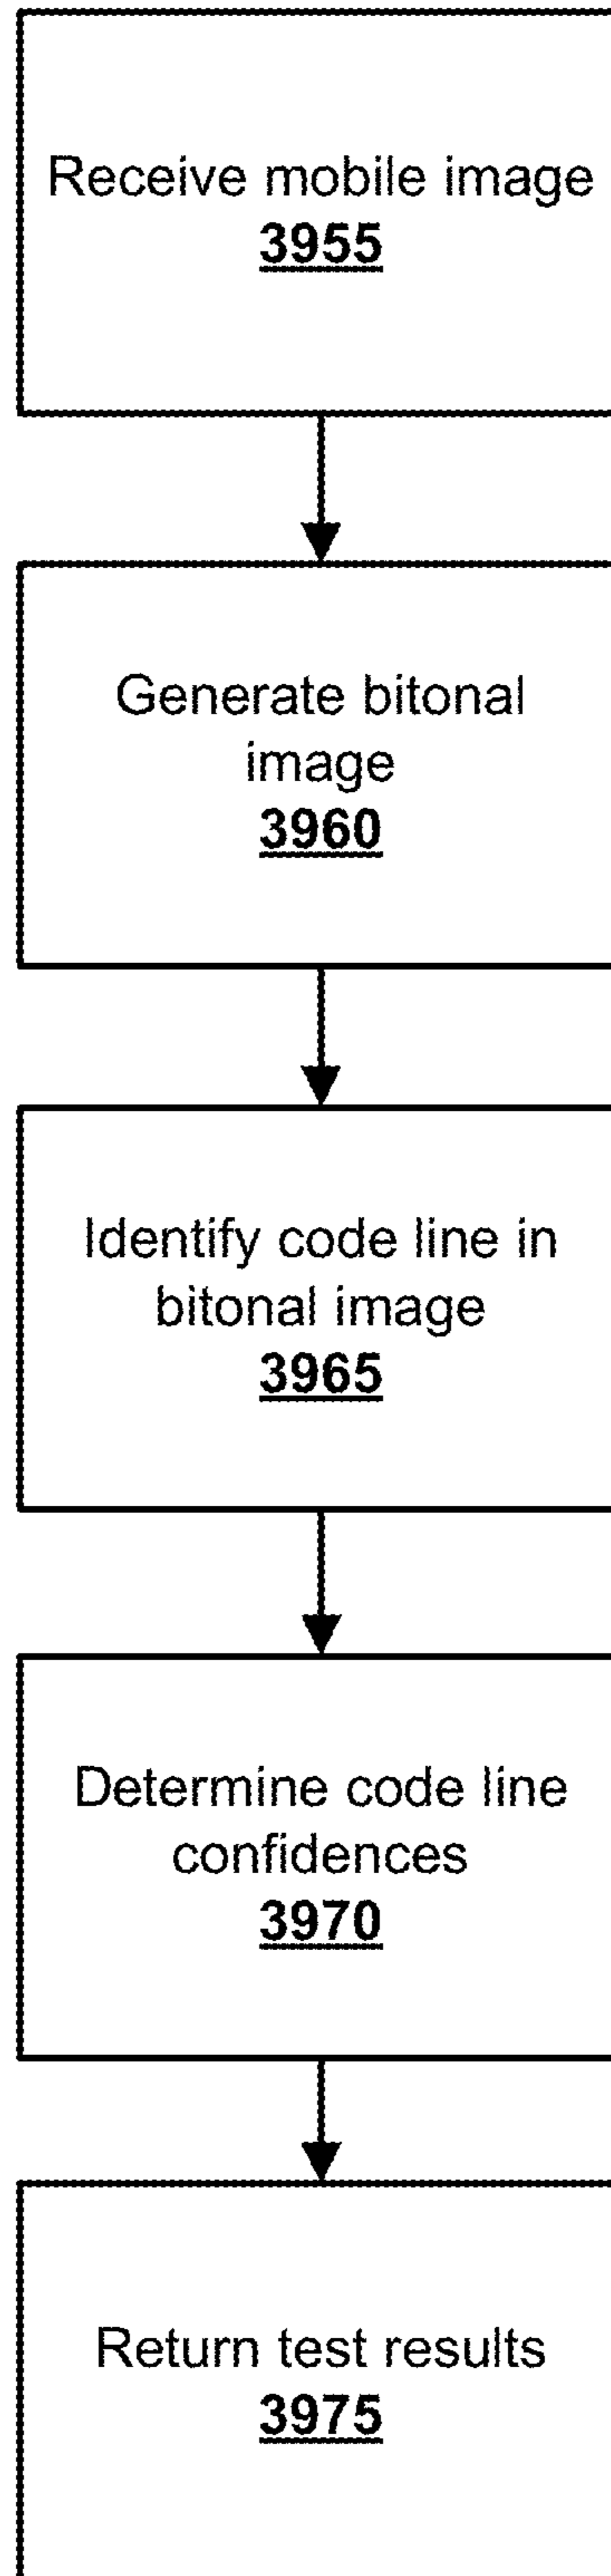 Receive mobile image
3955
Generate bitonal
image
3960
Identify code line in
bitonal image
3965
Determine code line
confidences
3970
Return test results
3975